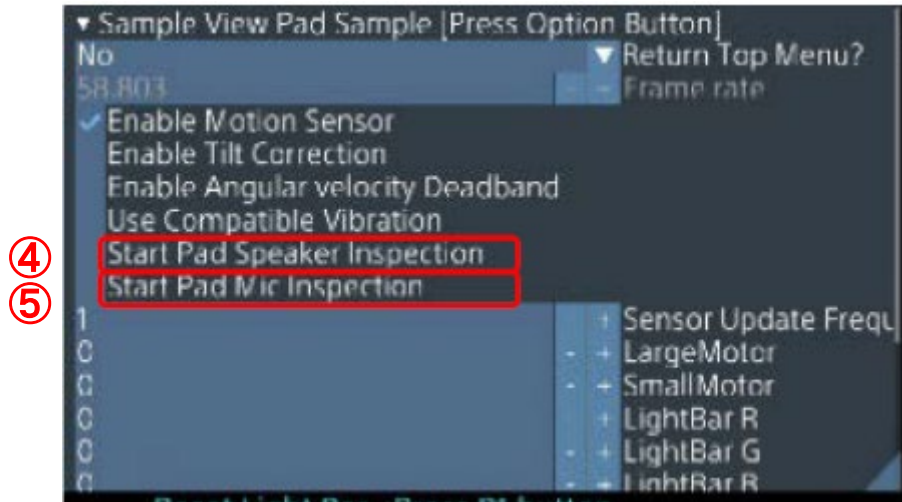 ▼ Sample View Pad Sample [Press Option Button]
No ▼ Return Top Menu?
58.803 - + Frame rate
✓ Enable Motion Sensor
Enable Tilt Correction
Enable Angular velocity Deadband
Use Compatible Vibration
④ Start Pad Speaker Inspection
⑤ Start Pad Mic Inspection
1 + Sensor Update Frequ
0 - + LargeMotor
0 - + SmallMotor
0 + LightBar R
0 - + LightBar G
0 - + LightBar B